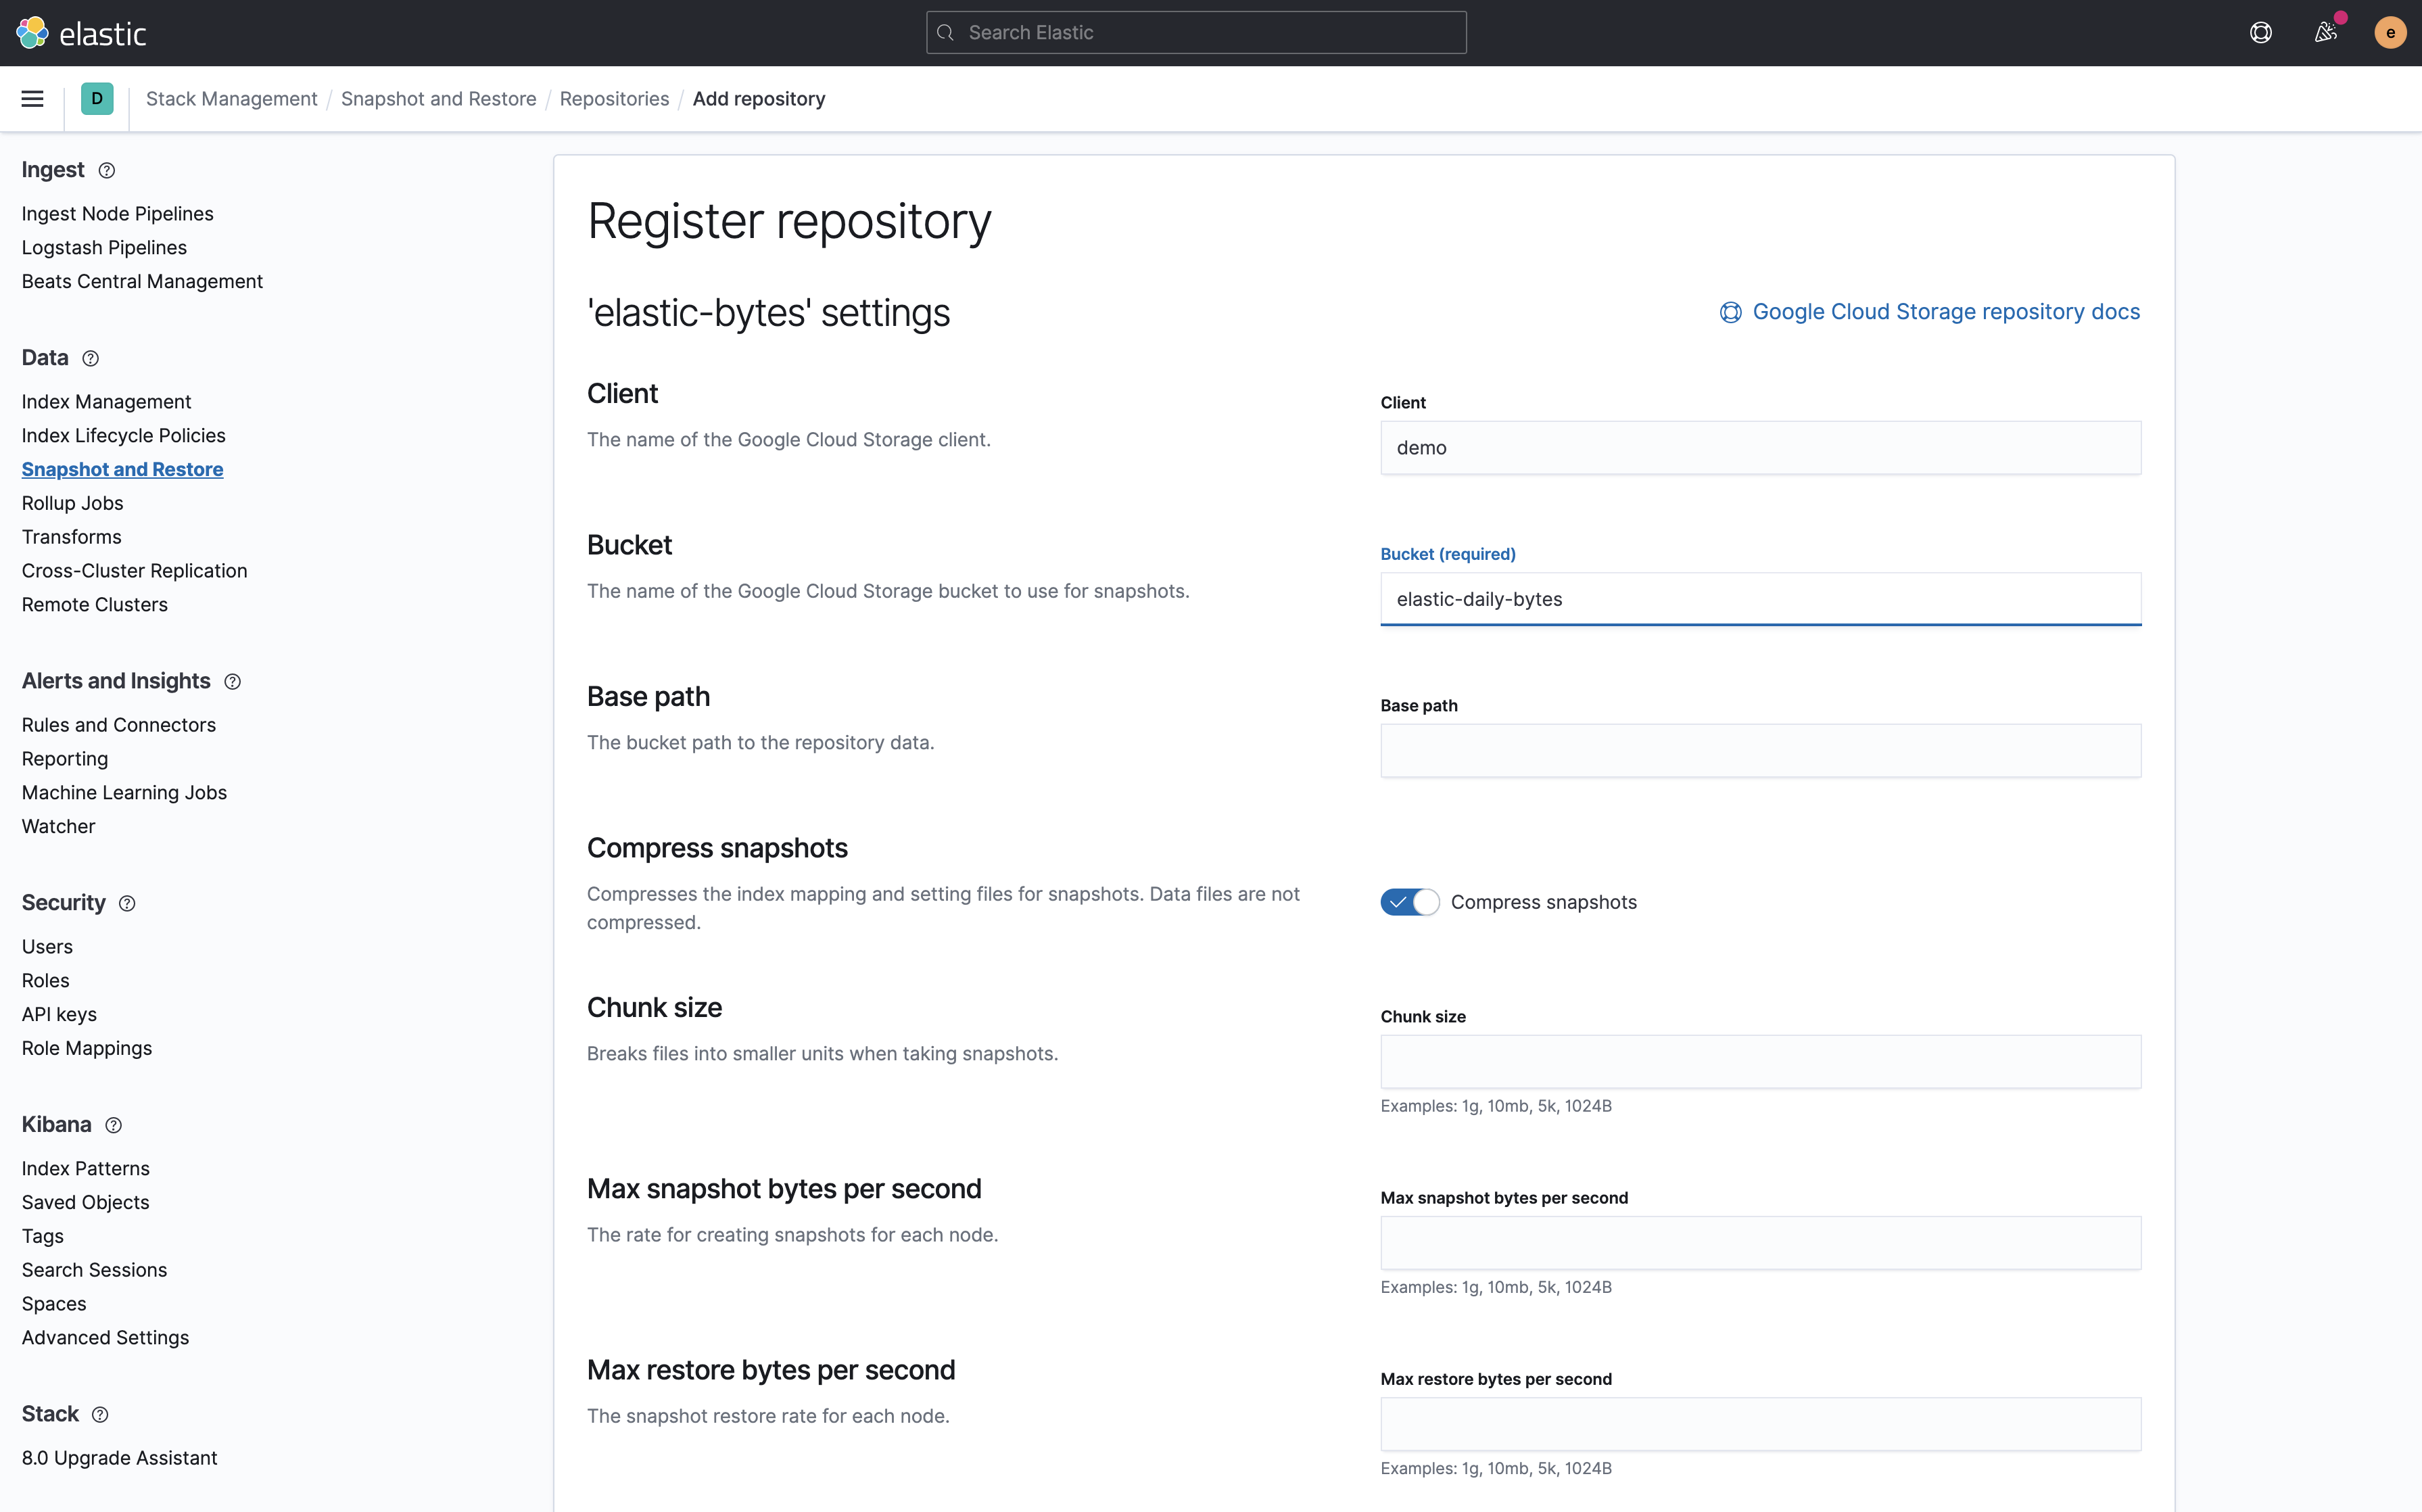 elastic
Search Elastic
e
D
Stack Management / Snapshot and Restore / Repositories / Add repository
Ingest
Ingest Node Pipelines
Logstash Pipelines
Beats Central Management
Data
Index Management
Index Lifecycle Policies
Snapshot and Restore
Rollup Jobs
Transforms
Cross-Cluster Replication
Remote Clusters
Alerts and Insights
Rules and Connectors
Reporting
Machine Learning Jobs
Watcher
Security
Users
Roles
API keys
Role Mappings
Kibana
Index Patterns
Saved Objects
Tags
Search Sessions
Spaces
Advanced Settings
Stack
8.0 Upgrade Assistant
Register repository
'elastic-bytes' settings
Google Cloud Storage repository docs
Client
The name of the Google Cloud Storage client.
Client
demo
Bucket
The name of the Google Cloud Storage bucket to use for snapshots.
Bucket (required)
elastic-daily-bytes
Base path
The bucket path to the repository data.
Base path
Compress snapshots
Compresses the index mapping and setting files for snapshots. Data files are not
compressed.
Compress snapshots
Chunk size
Breaks files into smaller units when taking snapshots.
Chunk size
Examples: 1g, 10mb, 5k, 1024B
Max snapshot bytes per second
The rate for creating snapshots for each node.
Max snapshot bytes per second
Examples: 1g, 10mb, 5k, 1024B
Max restore bytes per second
The snapshot restore rate for each node.
Max restore bytes per second
Examples: 1g, 10mb, 5k, 1024B